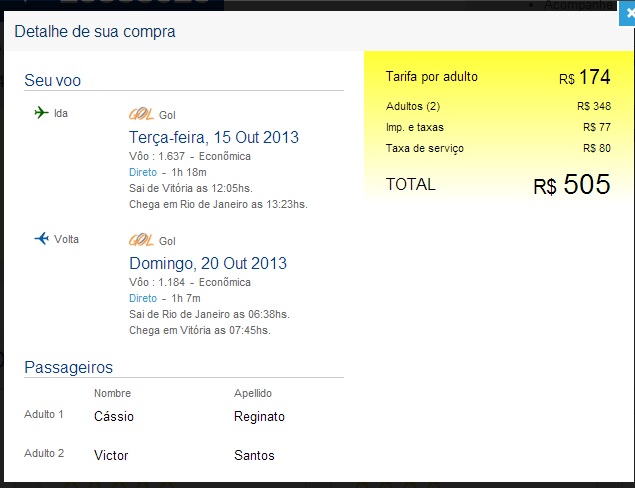 Acompanhe
Detalhe de sua compra
Seu voo
Ida
GOL Gol
Terça-feira, 15 Out 2013
Vôo : 1.637 - Econômica
Direto - 1h 18m
Sai de Vitória as 12:05hs.
Chega em Rio de Janeiro as 13:23hs.
Volta
GOL Gol
Domingo, 20 Out 2013
Vôo : 1.184 - Econômica
Direto - 1h 7m
Sai de Rio de Janeiro as 06:38hs.
Chega em Vitória as 07:45hs.
Passageiros
Nombre Apellido
Adulto 1 Cássio Reginato
Adulto 2 Victor Santos
Tarifa por adulto R$ 174
Adultos (2) R$ 348
Imp. e taxas R$ 77
Taxa de serviço R$ 80
TOTAL R$ 505